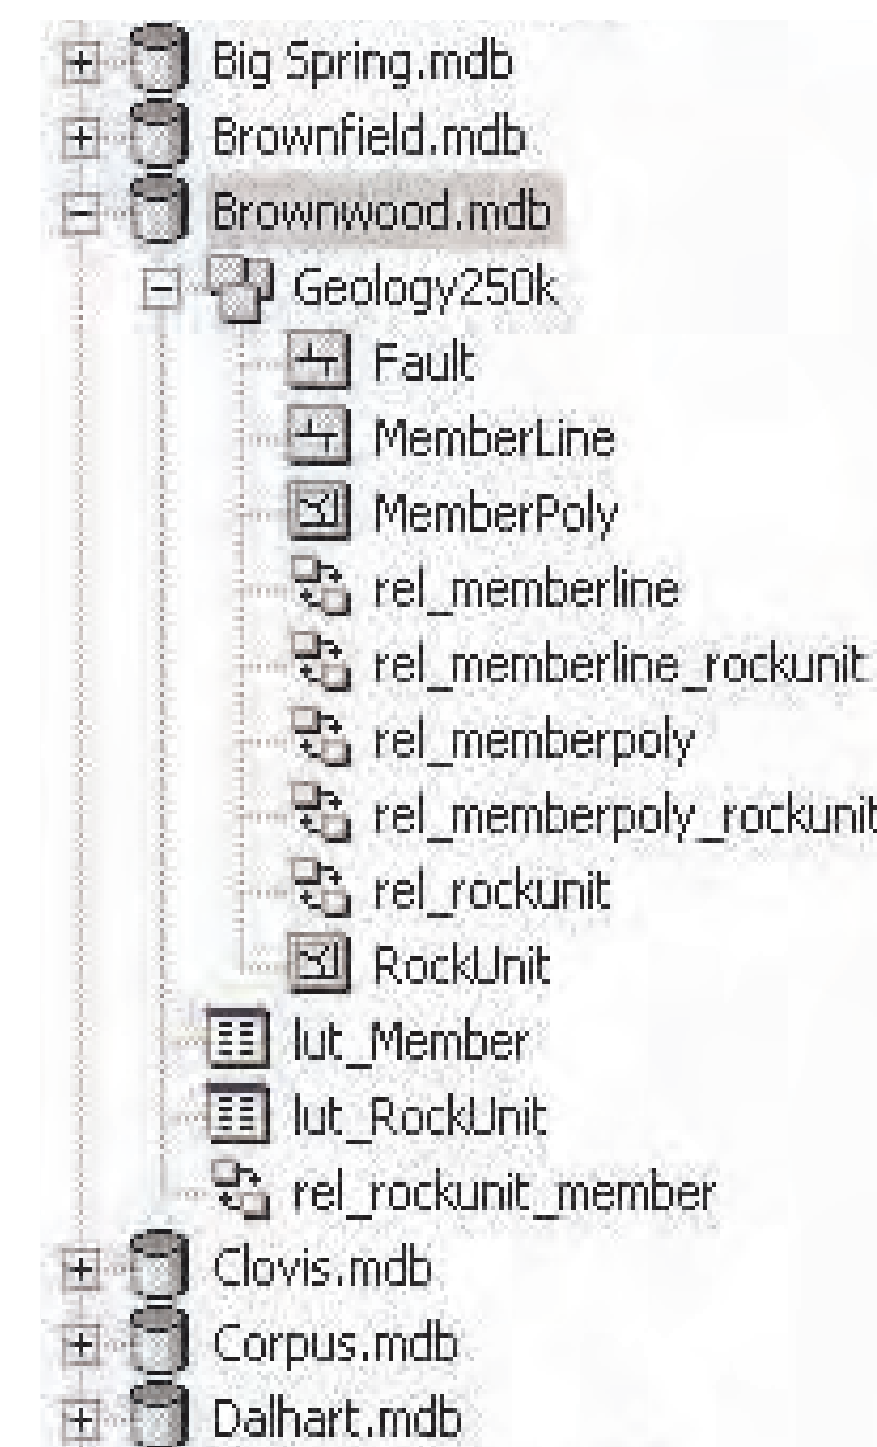 Big Spring.mdb
Brownfield.mdb
Brownwood.mdb
Geology250k
Fault
MemberLine
MemberPoly
rel_memberline
rel_memberline_rockunit
rel_memberpoly
rel_memberpoly_rockunit
rel_rockunit
RockUnit
lut_Member
lut_RockUnit
rel_rockunit_member
Clovis.mdb
Corpus.mdb
Dalhart.mdb